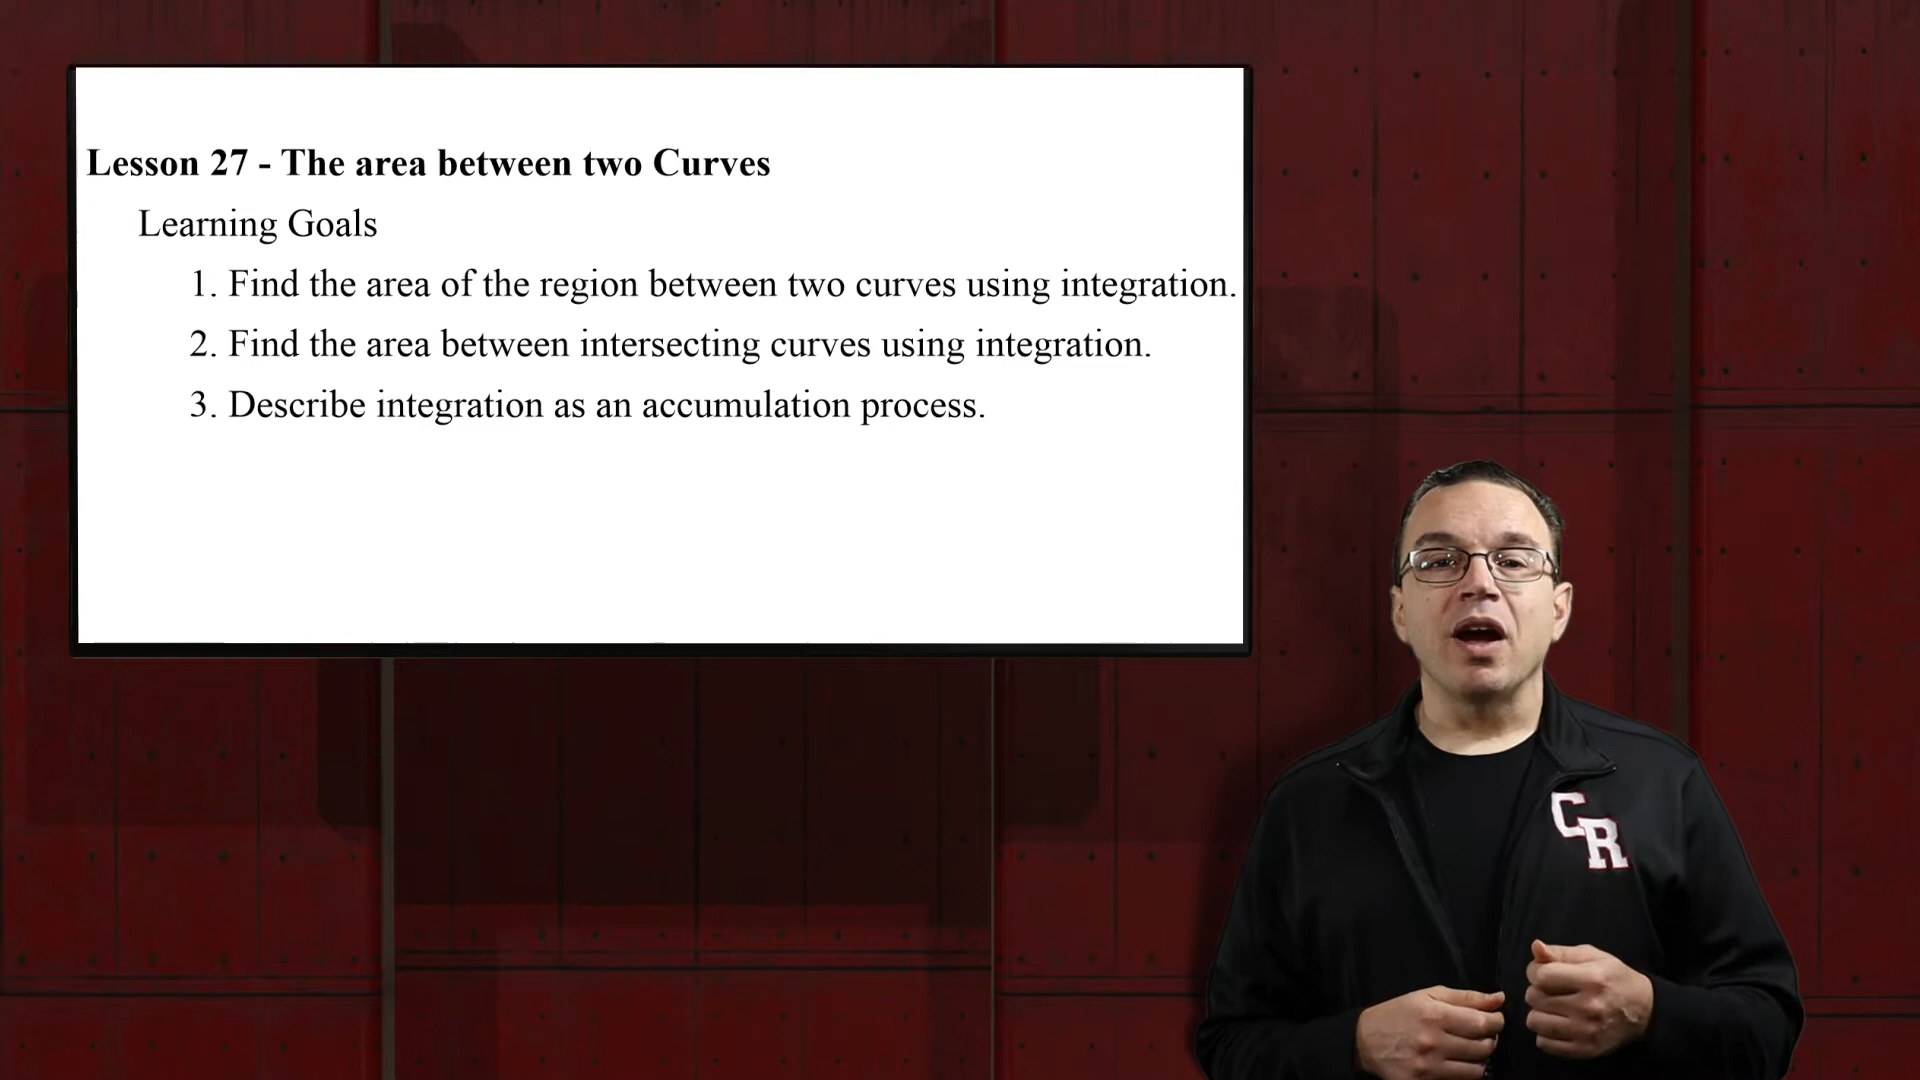 Lesson 27 - The area between two Curves
Learning Goals
1. Find the area of the region between two curves using integration.
2. Find the area between intersecting curves using integration.
3. Describe integration as an accumulation process.
CR